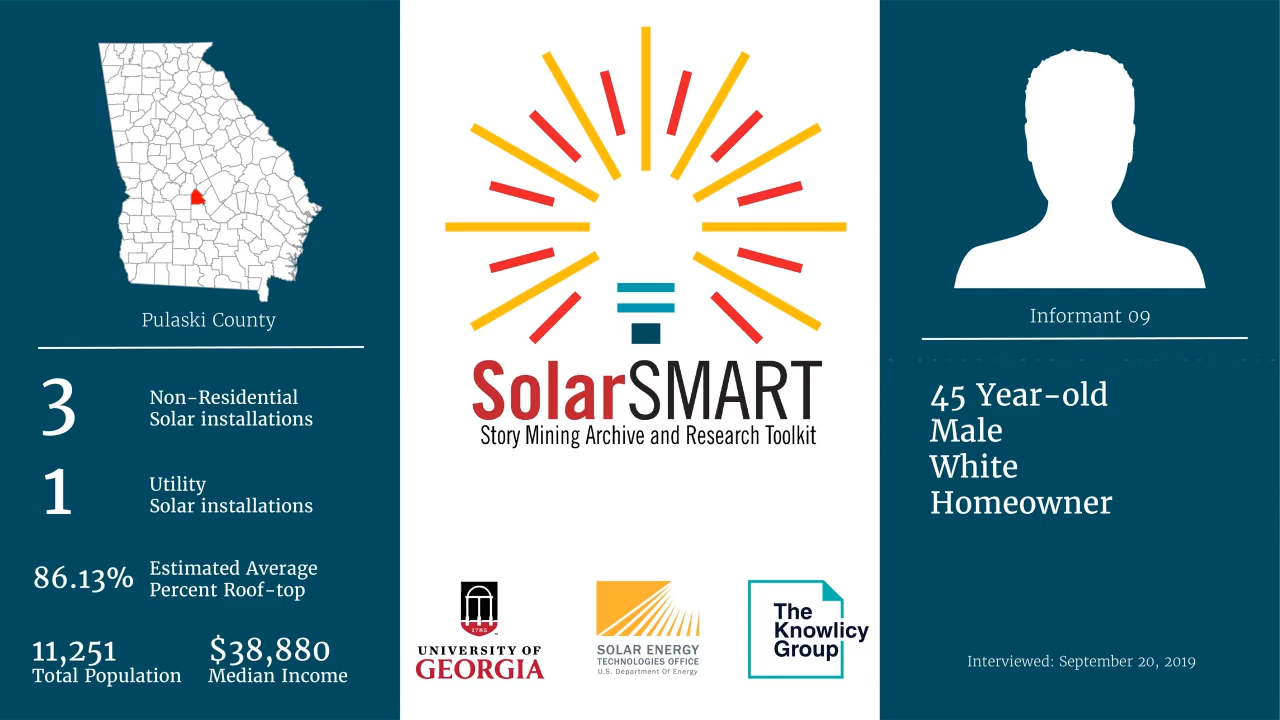 Pulaski County
3
Non-Residential
Solar installations
1
Utility
Solar installations
86.13%
Estimated Average
Percent Roof-top
11,251
Total Population
$38,880
Median Income
SolarSMART
Story Mining Archive and Research Toolkit
1785
UNIVERSITY OF
GEORGIA
SOLAR ENERGY
TECHNOLOGIES OFFICE
U.S. Department Of Energy
The
Knowlicy
Group
Informant 09
45 Year-old
Male
White
Homeowner
Interviewed: September 20, 2019